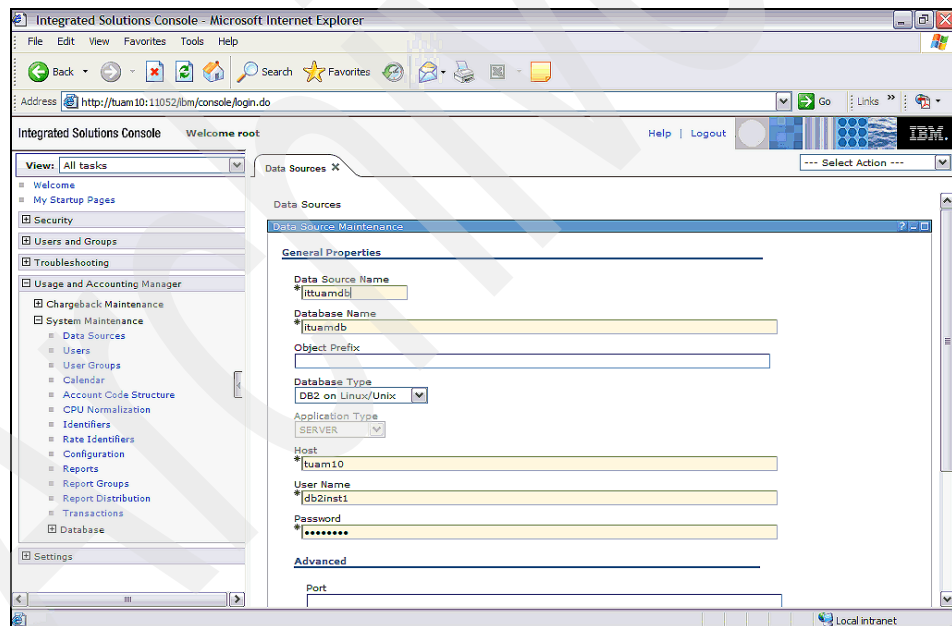 Integrated Solutions Console - Microsoft Internet Explorer
File Edit View Favorites Tools Help
Back Search Favorites
Address http://tuam10:11052/ibm/console/login.do Go Links »
Integrated Solutions Console Welcome root Help | Logout IBM.
View: All tasks
Data Sources X
--- Select Action ---
Welcome
My Startup Pages
Security
Users and Groups
Troubleshooting
Usage and Accounting Manager
Chargeback Maintenance
System Maintenance
Data Sources
Users
User Groups
Calendar
Account Code Structure
CPU Normalization
Identifiers
Rate Identifiers
Configuration
Reports
Report Groups
Report Distribution
Transactions
Database
Settings
Data Sources
Data Source Maintenance
General Properties
Data Source Name
*ittuamdb
Database Name
*ituamdb
Object Prefix
Database Type
DB2 on Linux/Unix
Application Type
SERVER
Host
*tuam10
User Name
*db2inst1
Password
*••••••••
Advanced
Port
Local intranet